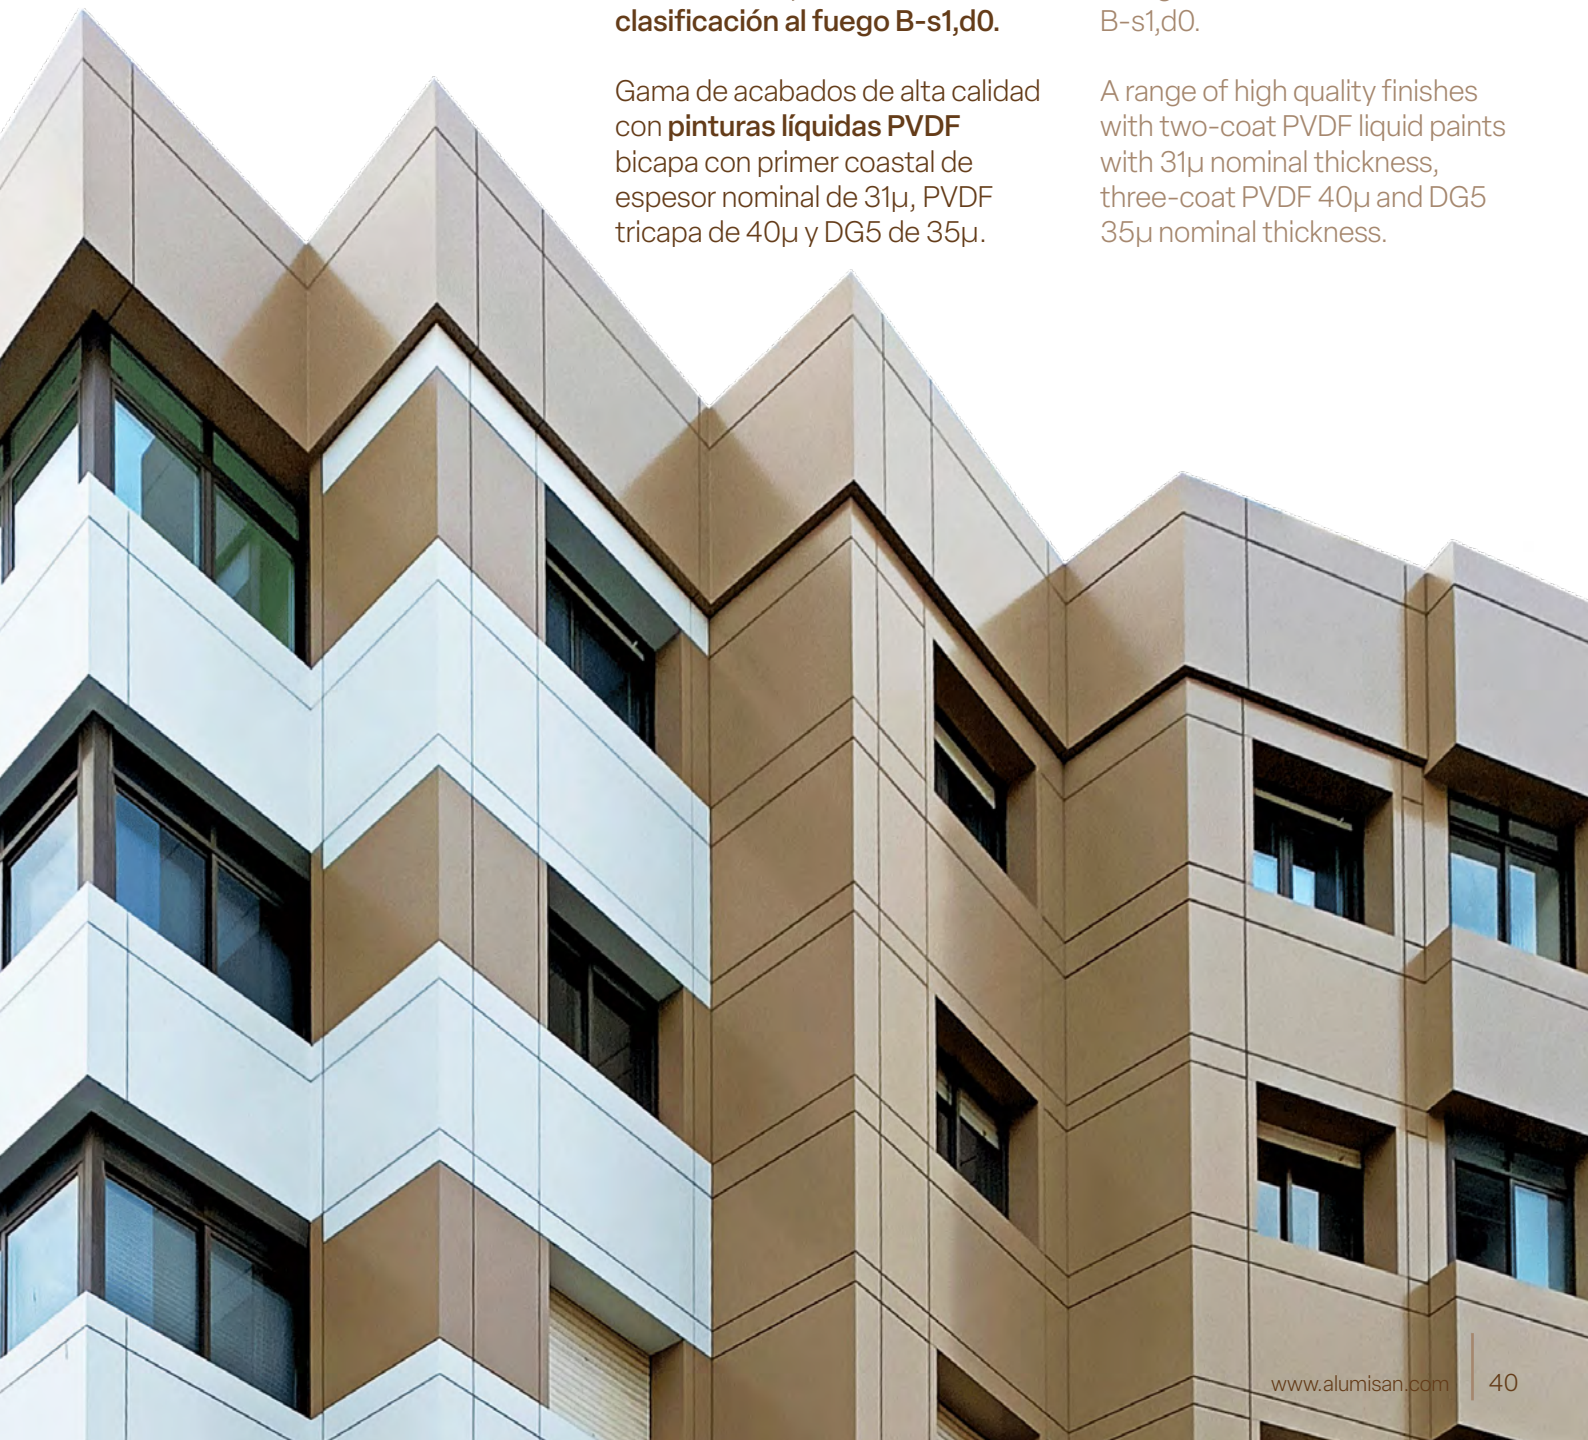 clasificación al fuego B-s1,d0.
Gama de acabados de alta calidad
con pinturas líquidas PVDF
bicapa con primer coastal de
espesor nominal de 31µ, PVDF
tricapa de 40µ y DG5 de 35µ.
B-s1,d0.
A range of high quality finishes
with two-coat PVDF liquid paints
with 31µ nominal thickness,
three-coat PVDF 40µ and DG5
35µ nominal thickness.
www.alumisan.com
40